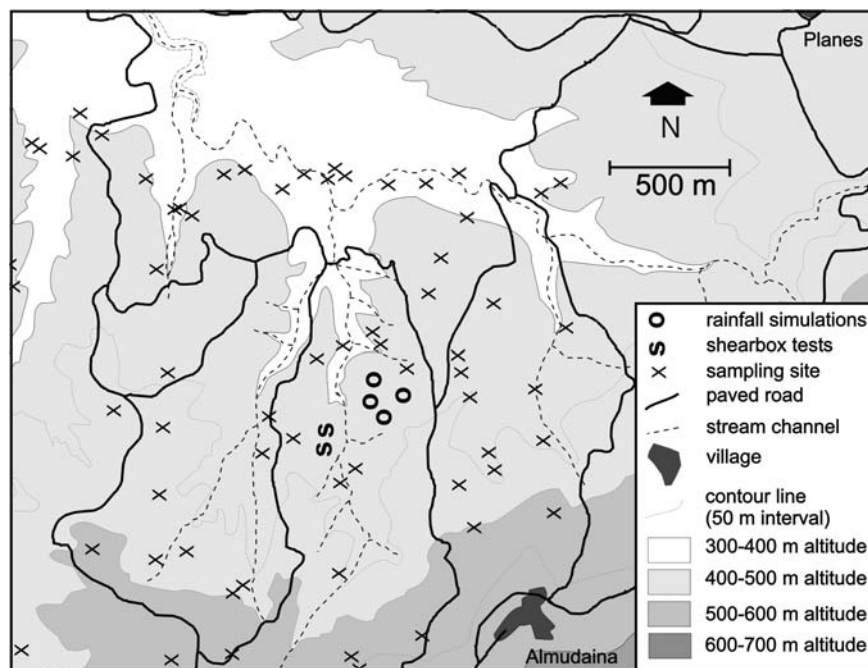 Planes
N
500 m
o rainfall simulations
o
s shearbox tests
s
× sampling site
paved road
stream channel
village
contour line
(50 m interval)
300-400 m altitude
400-500 m altitude
500-600 m altitude
600-700 m altitude
o
o o
o
s s
Almudaina